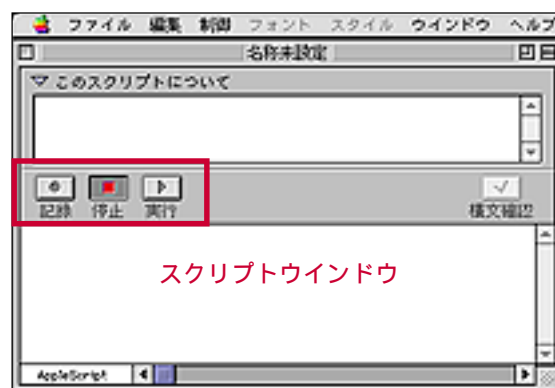 ファイル 編集 制御 フォント スタイル ウインドウ ヘルプ
名称未設定
このスクリプトについて
記録 停止 実行 構文確認
スクリプトウインドウ
AppleScript